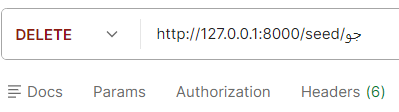 DELETE http://127.0.0.1:8000/seed/جو
Docs Params Authorization Headers (6)